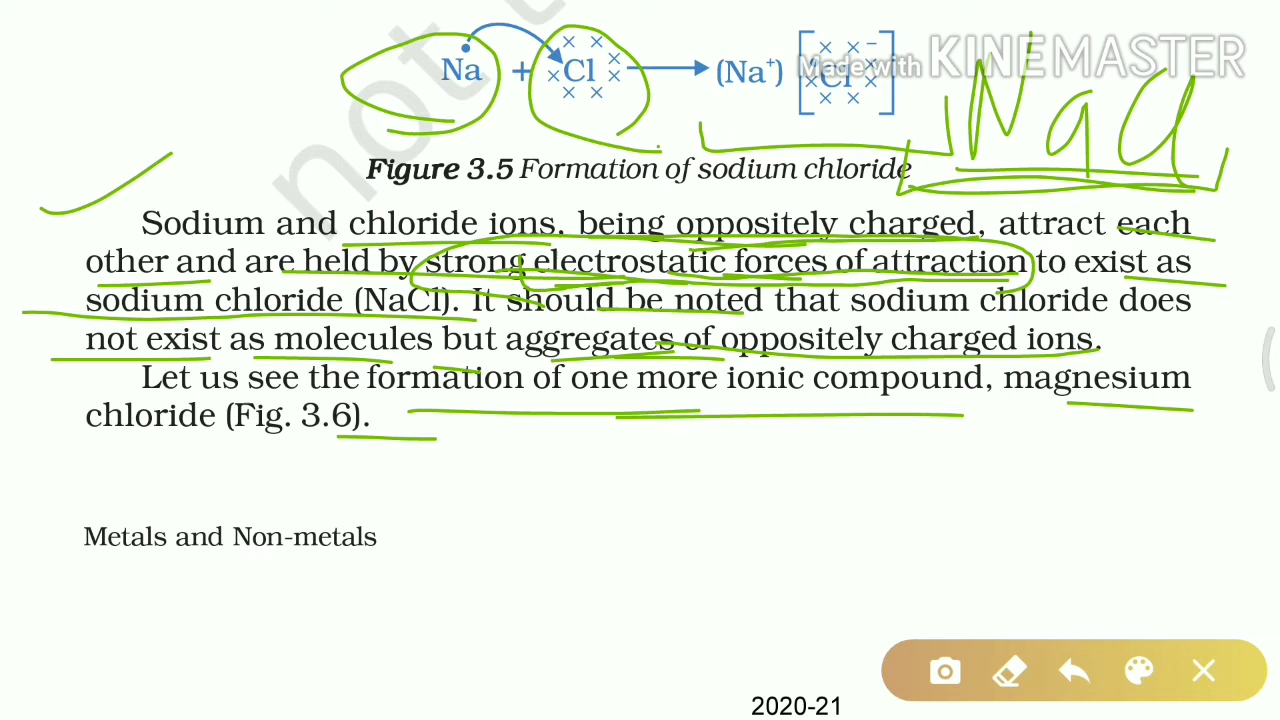 not t
Made with KINEMASTER
Na + Cl (Na⁺) [Cl⁻]
NaCl
Figure 3.5 Formation of sodium chloride
Sodium and chloride ions, being oppositely charged, attract each
other and are held by strong electrostatic forces of attraction to exist as
sodium chloride (NaCl). It should be noted that sodium chloride does
not exist as molecules but aggregates of oppositely charged ions.
Let us see the formation of one more ionic compound, magnesium
chloride (Fig. 3.6).
Metals and Non-metals
2020-21